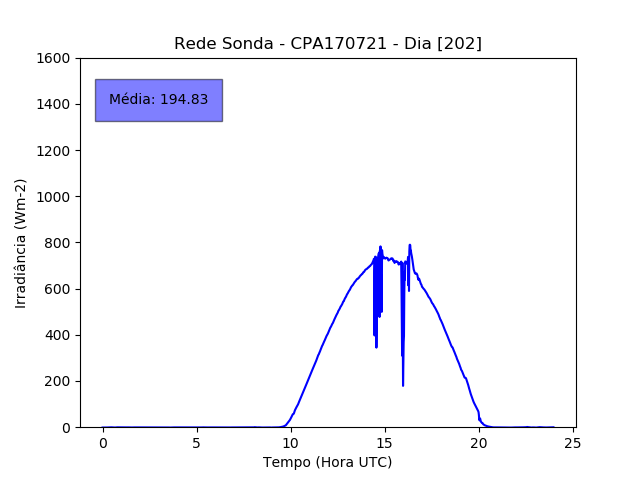 Rede Sonda - CPA170721 - Dia [202]
1600
1400
1200
1000
800
600
400
200
0
Média: 194.83
Irradiância (Wm-2)
0 5 10 15 20 25
Tempo (Hora UTC)